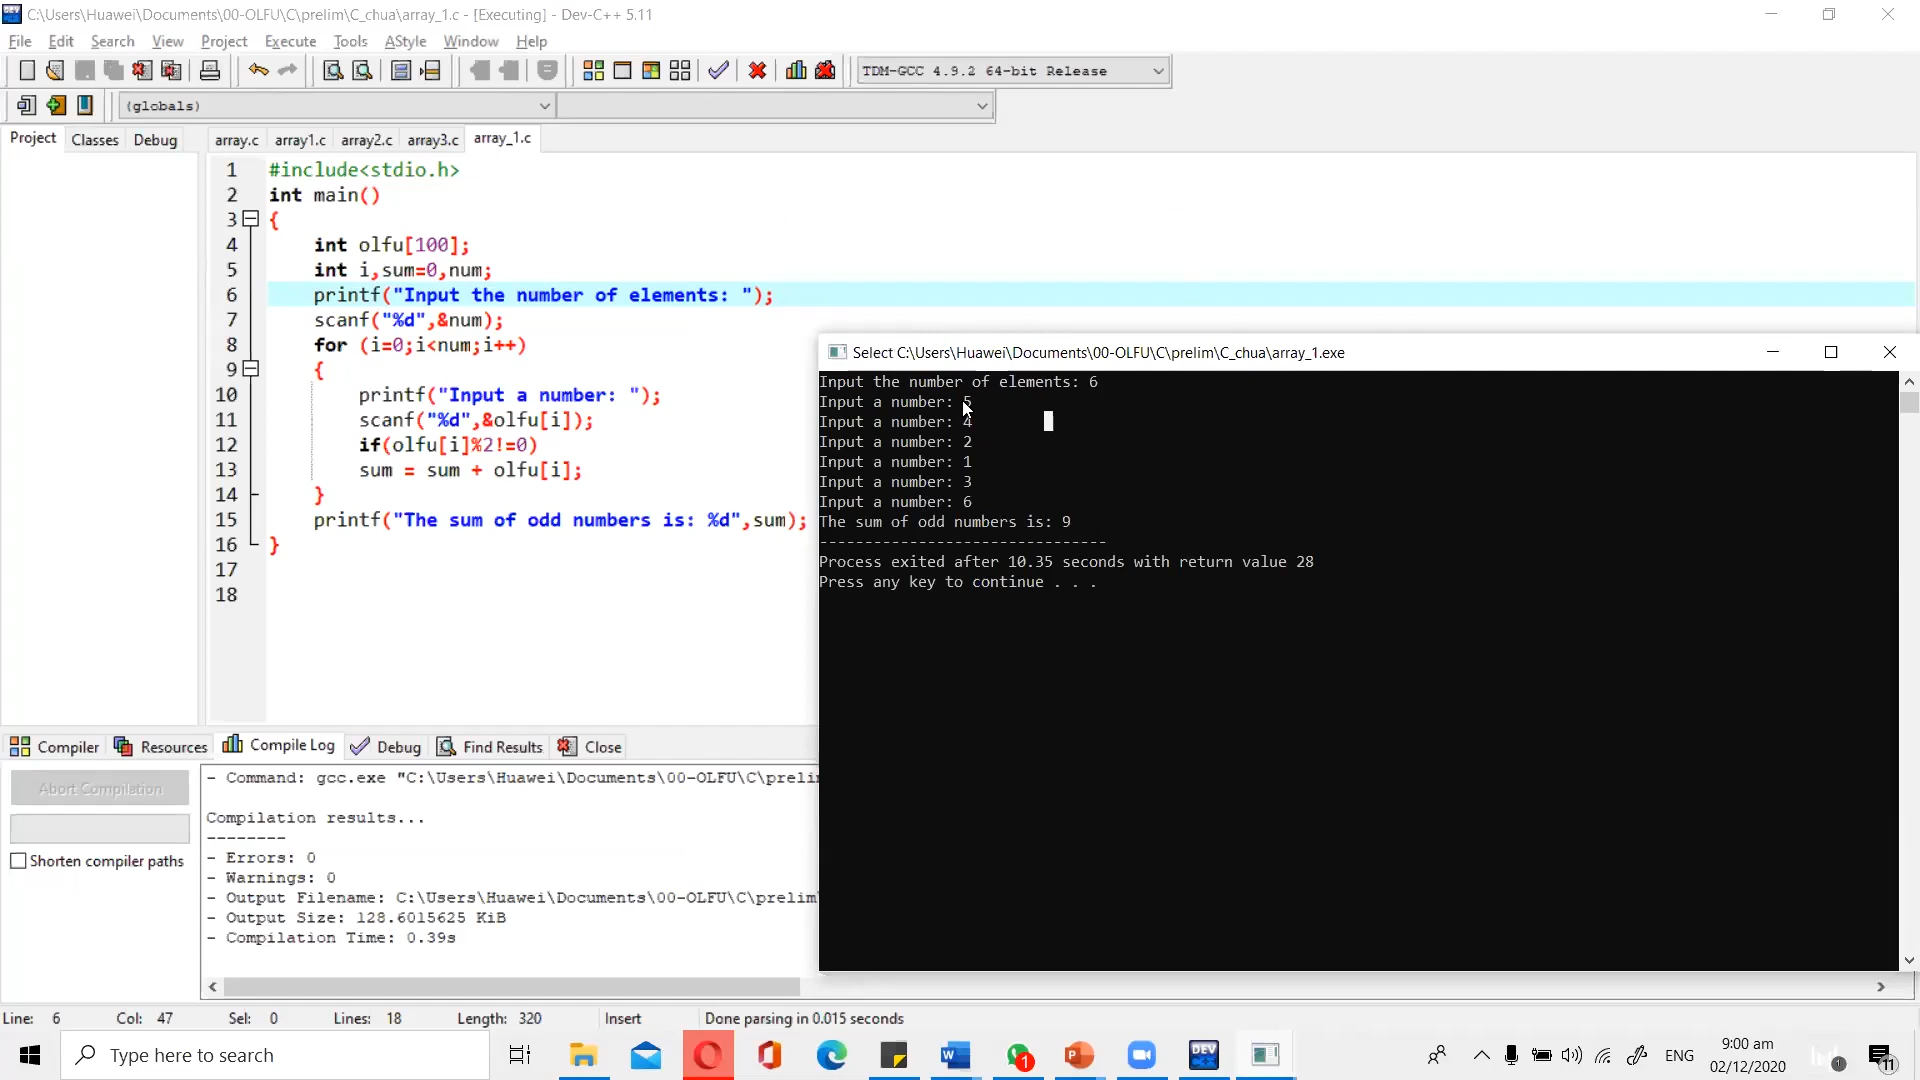 C:\Users\Huawei\Documents\00-OLFU\C\prelim\C_chua\array_1.c - [Executing] - Dev-C++ 5.11
File Edit Search View Project Execute Tools AStyle Window Help
TDM-GCC 4.9.2 64-bit Release
(globals)
Project Classes Debug array.c array1.c array2.c array3.c array_1.c
1 #include<stdio.h>
2 int main()
3 {
4 int olfu[100];
5 int i,sum=0,num;
6 printf("Input the number of elements: ");
7 scanf("%d",&num);
8 for (i=0;i<num;i++)
9 {
10 printf("Input a number: ");
11 scanf("%d",&olfu[i]);
12 if(olfu[i]%2!=0)
13 sum = sum + olfu[i];
14 }
15 printf("The sum of odd numbers is: %d",sum);
16 }
17
18
Select C:\Users\Huawei\Documents\00-OLFU\C\prelim\C_chua\array_1.exe
Input the number of elements: 6
Input a number: 5
Input a number: 4
Input a number: 2
Input a number: 1
Input a number: 3
Input a number: 6
The sum of odd numbers is: 9
--------------------------------
Process exited after 10.35 seconds with return value 28
Press any key to continue . . .
Compiler Resources Compile Log Debug Find Results Close
Abort Compilation
Shorten compiler paths
- Command: gcc.exe "C:\Users\Huawei\Documents\00-OLFU\C\prelim
Compilation results...
--------
- Errors: 0
- Warnings: 0
- Output Filename: C:\Users\Huawei\Documents\00-OLFU\C\prelim
- Output Size: 128.6015625 KiB
- Compilation Time: 0.39s
Line: 6 Col: 47 Sel: 0 Lines: 18 Length: 320 Insert Done parsing in 0.015 seconds
Type here to search
DEV
W
1
P
ENG
9:00 am
02/12/2020
1
11